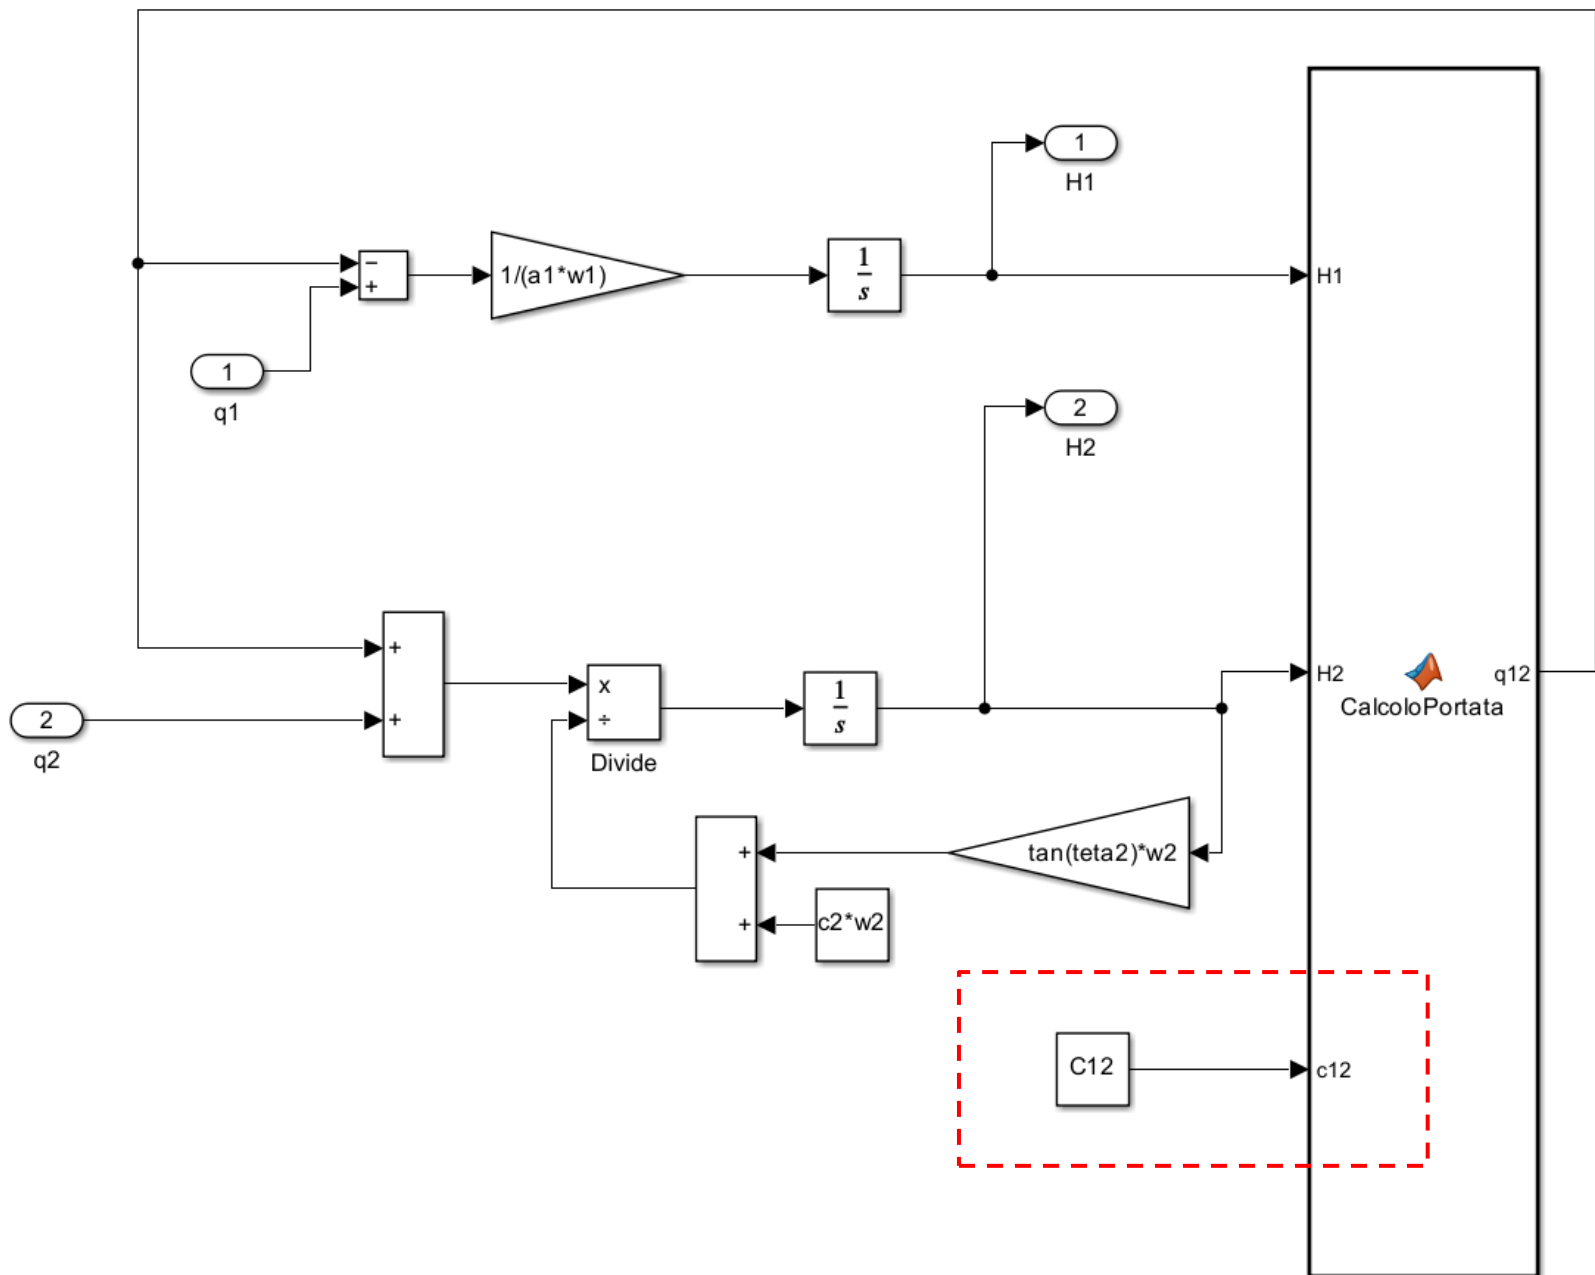 1
H1
−
+
1/(a1*w1)
1
s
H1
1
q1
2
H2
+
+
2
q2
x
÷
Divide
1
s
H2
CalcoloPortata
q12
+
+
tan(teta2)*w2
c2*w2
C12
c12